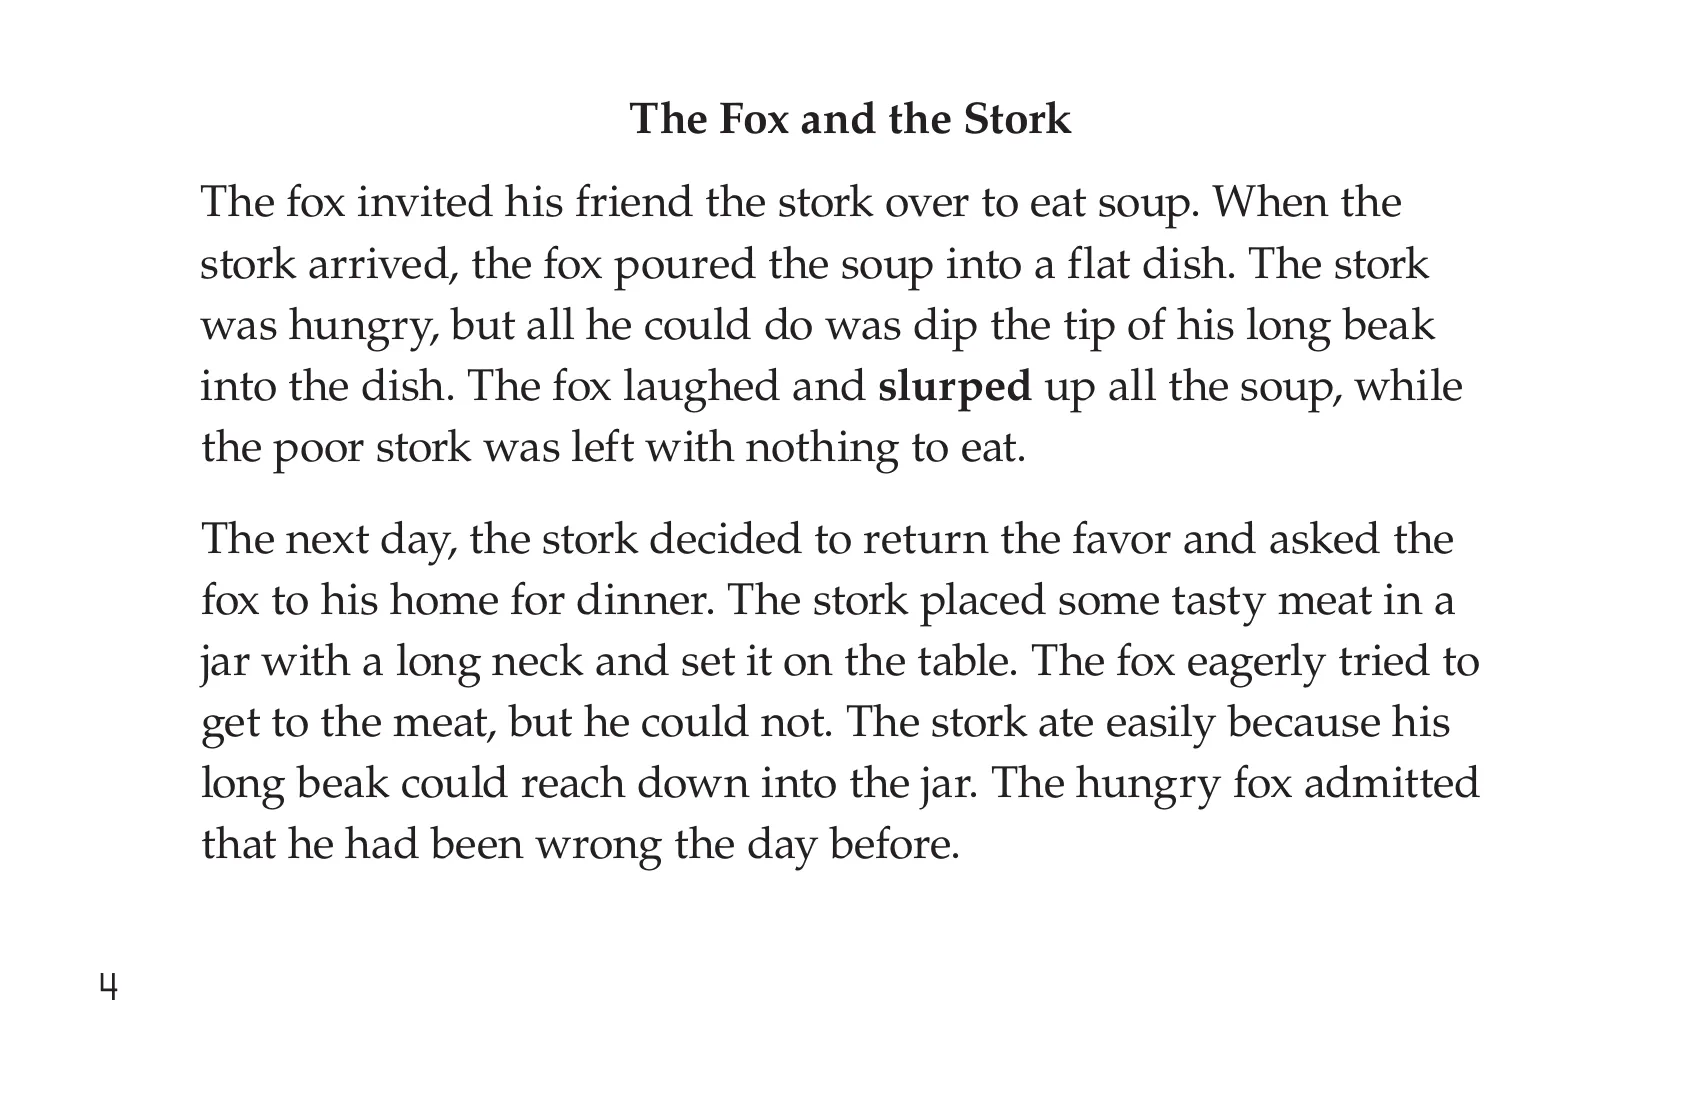 The Fox and the Stork
The fox invited his friend the stork over to eat soup. When the
stork arrived, the fox poured the soup into a flat dish. The stork
was hungry, but all he could do was dip the tip of his long beak
into the dish. The fox laughed and slurped up all the soup, while
the poor stork was left with nothing to eat.
The next day, the stork decided to return the favor and asked the
fox to his home for dinner. The stork placed some tasty meat in a
jar with a long neck and set it on the table. The fox eagerly tried to
get to the meat, but he could not. The stork ate easily because his
long beak could reach down into the jar. The hungry fox admitted
that he had been wrong the day before.
4